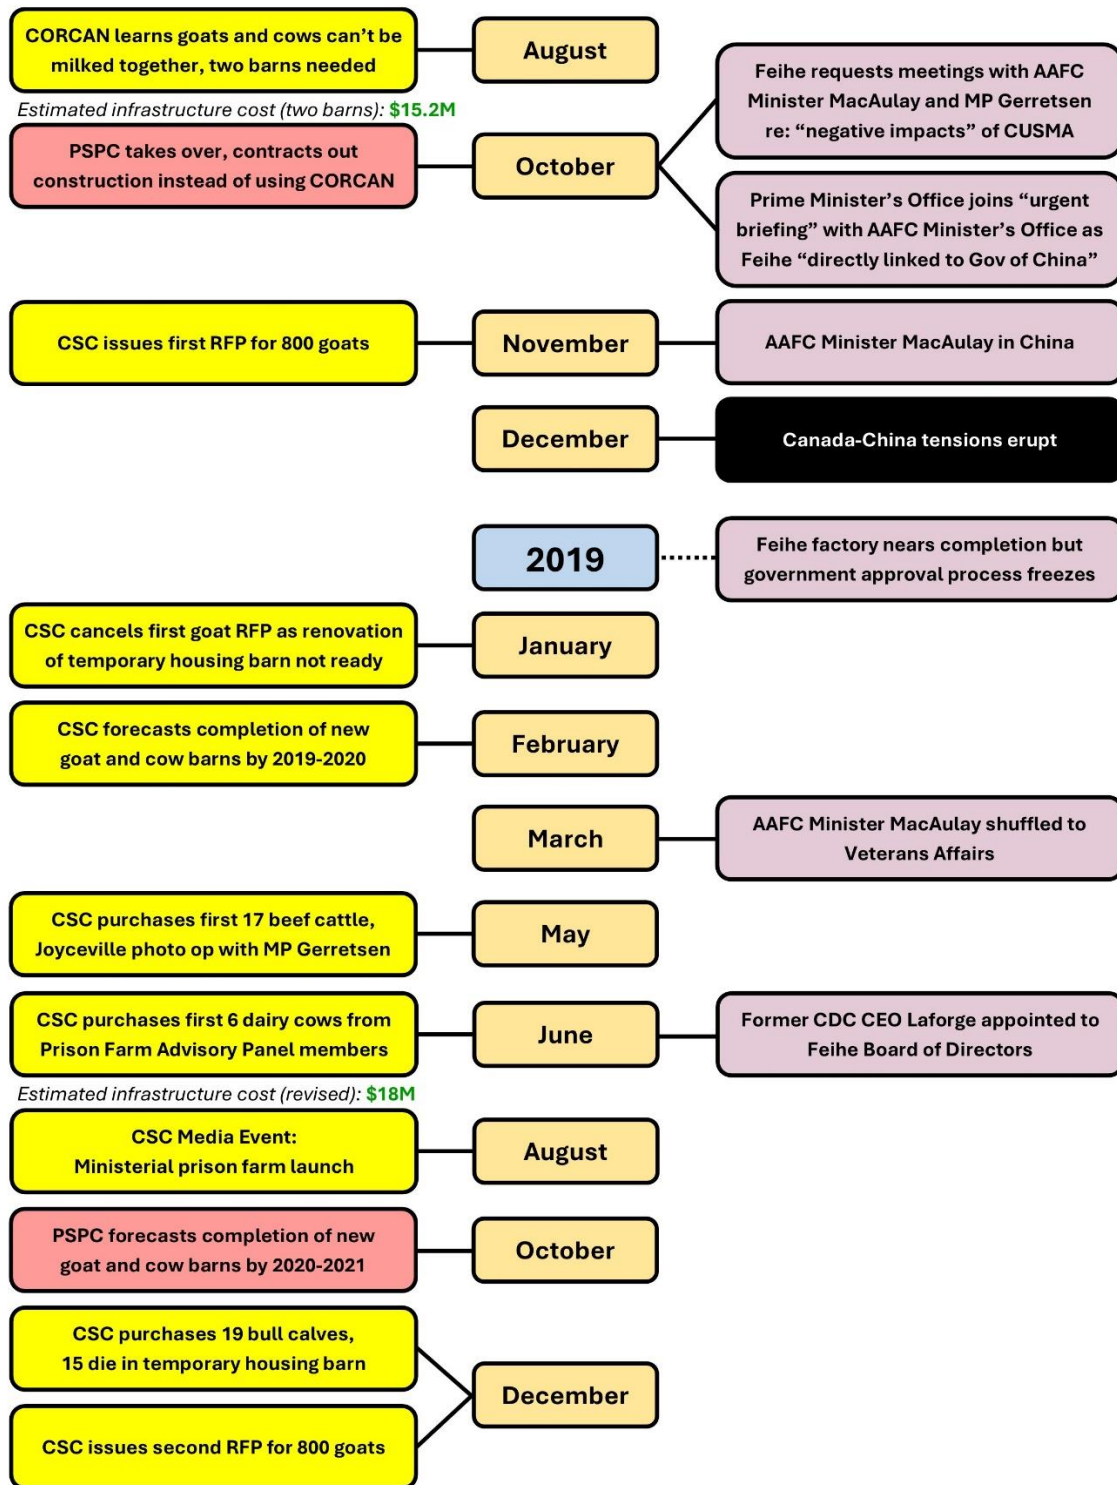 CORCAN learns goats and cows can’t be
milked together, two barns needed
August
Estimated infrastructure cost (two barns): $15.2M
PSPC takes over, contracts out
construction instead of using CORCAN
October
Feihe requests meetings with AAFC
Minister MacAulay and MP Gerretsen
re: “negative impacts” of CUSMA
Prime Minister’s Office joins “urgent
briefing” with AAFC Minister’s Office as
Feihe “directly linked to Gov of China”
CSC issues first RFP for 800 goats
November
AAFC Minister MacAulay in China
December
Canada-China tensions erupt
2019
Feihe factory nears completion but
government approval process freezes
CSC cancels first goat RFP as renovation
of temporary housing barn not ready
January
CSC forecasts completion of new
goat and cow barns by 2019-2020
February
March
AAFC Minister MacAulay shuffled to
Veterans Affairs
CSC purchases first 17 beef cattle,
Joyceville photo op with MP Gerretsen
May
CSC purchases first 6 dairy cows from
Prison Farm Advisory Panel members
June
Former CDC CEO Laforge appointed to
Feihe Board of Directors
Estimated infrastructure cost (revised): $18M
CSC Media Event:
Ministerial prison farm launch
August
PSPC forecasts completion of new
goat and cow barns by 2020-2021
October
CSC purchases 19 bull calves,
15 die in temporary housing barn
December
CSC issues second RFP for 800 goats